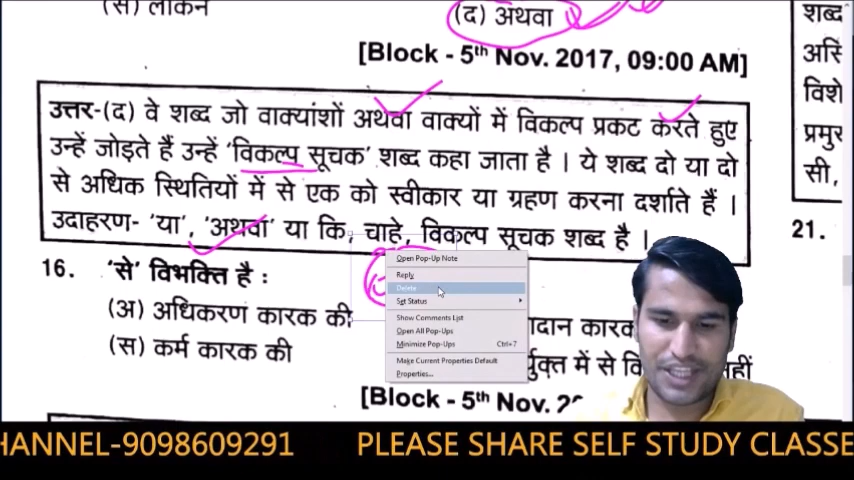 (स) लेकिन
(द) अथवा
[Block - 5th Nov. 2017, 09:00 AM]
उत्तर-(द) वे शब्द जो वाक्यांशों अथवा वाक्यों में विकल्प प्रकट करते हुए
उन्हें जोड़ते हैं उन्हें 'विकल्प सूचक' शब्द कहा जाता है । ये शब्द दो या दो
से अधिक स्थितियों में से एक को स्वीकार या ग्रहण करना दर्शाते हैं ।
उदाहरण- 'या', 'अथवा' या कि, चाहे, विकल्प सूचक शब्द है ।
16. 'से' विभक्ति है :
(अ) अधिकरण कारक की
(स) कर्म कारक की
[Block - 5th Nov. 2
शब्द
विशे
प्रमु
सी,
21.
Open Pop-Up Note
Reply
Delete
Set Status
Show Comments List
Open All Pop-Ups
Minimize Pop-Ups Ctrl+7
Make Current Properties Default
Properties...
HANNEL-9098609291 PLEASE SHARE SELF STUDY CLASSE